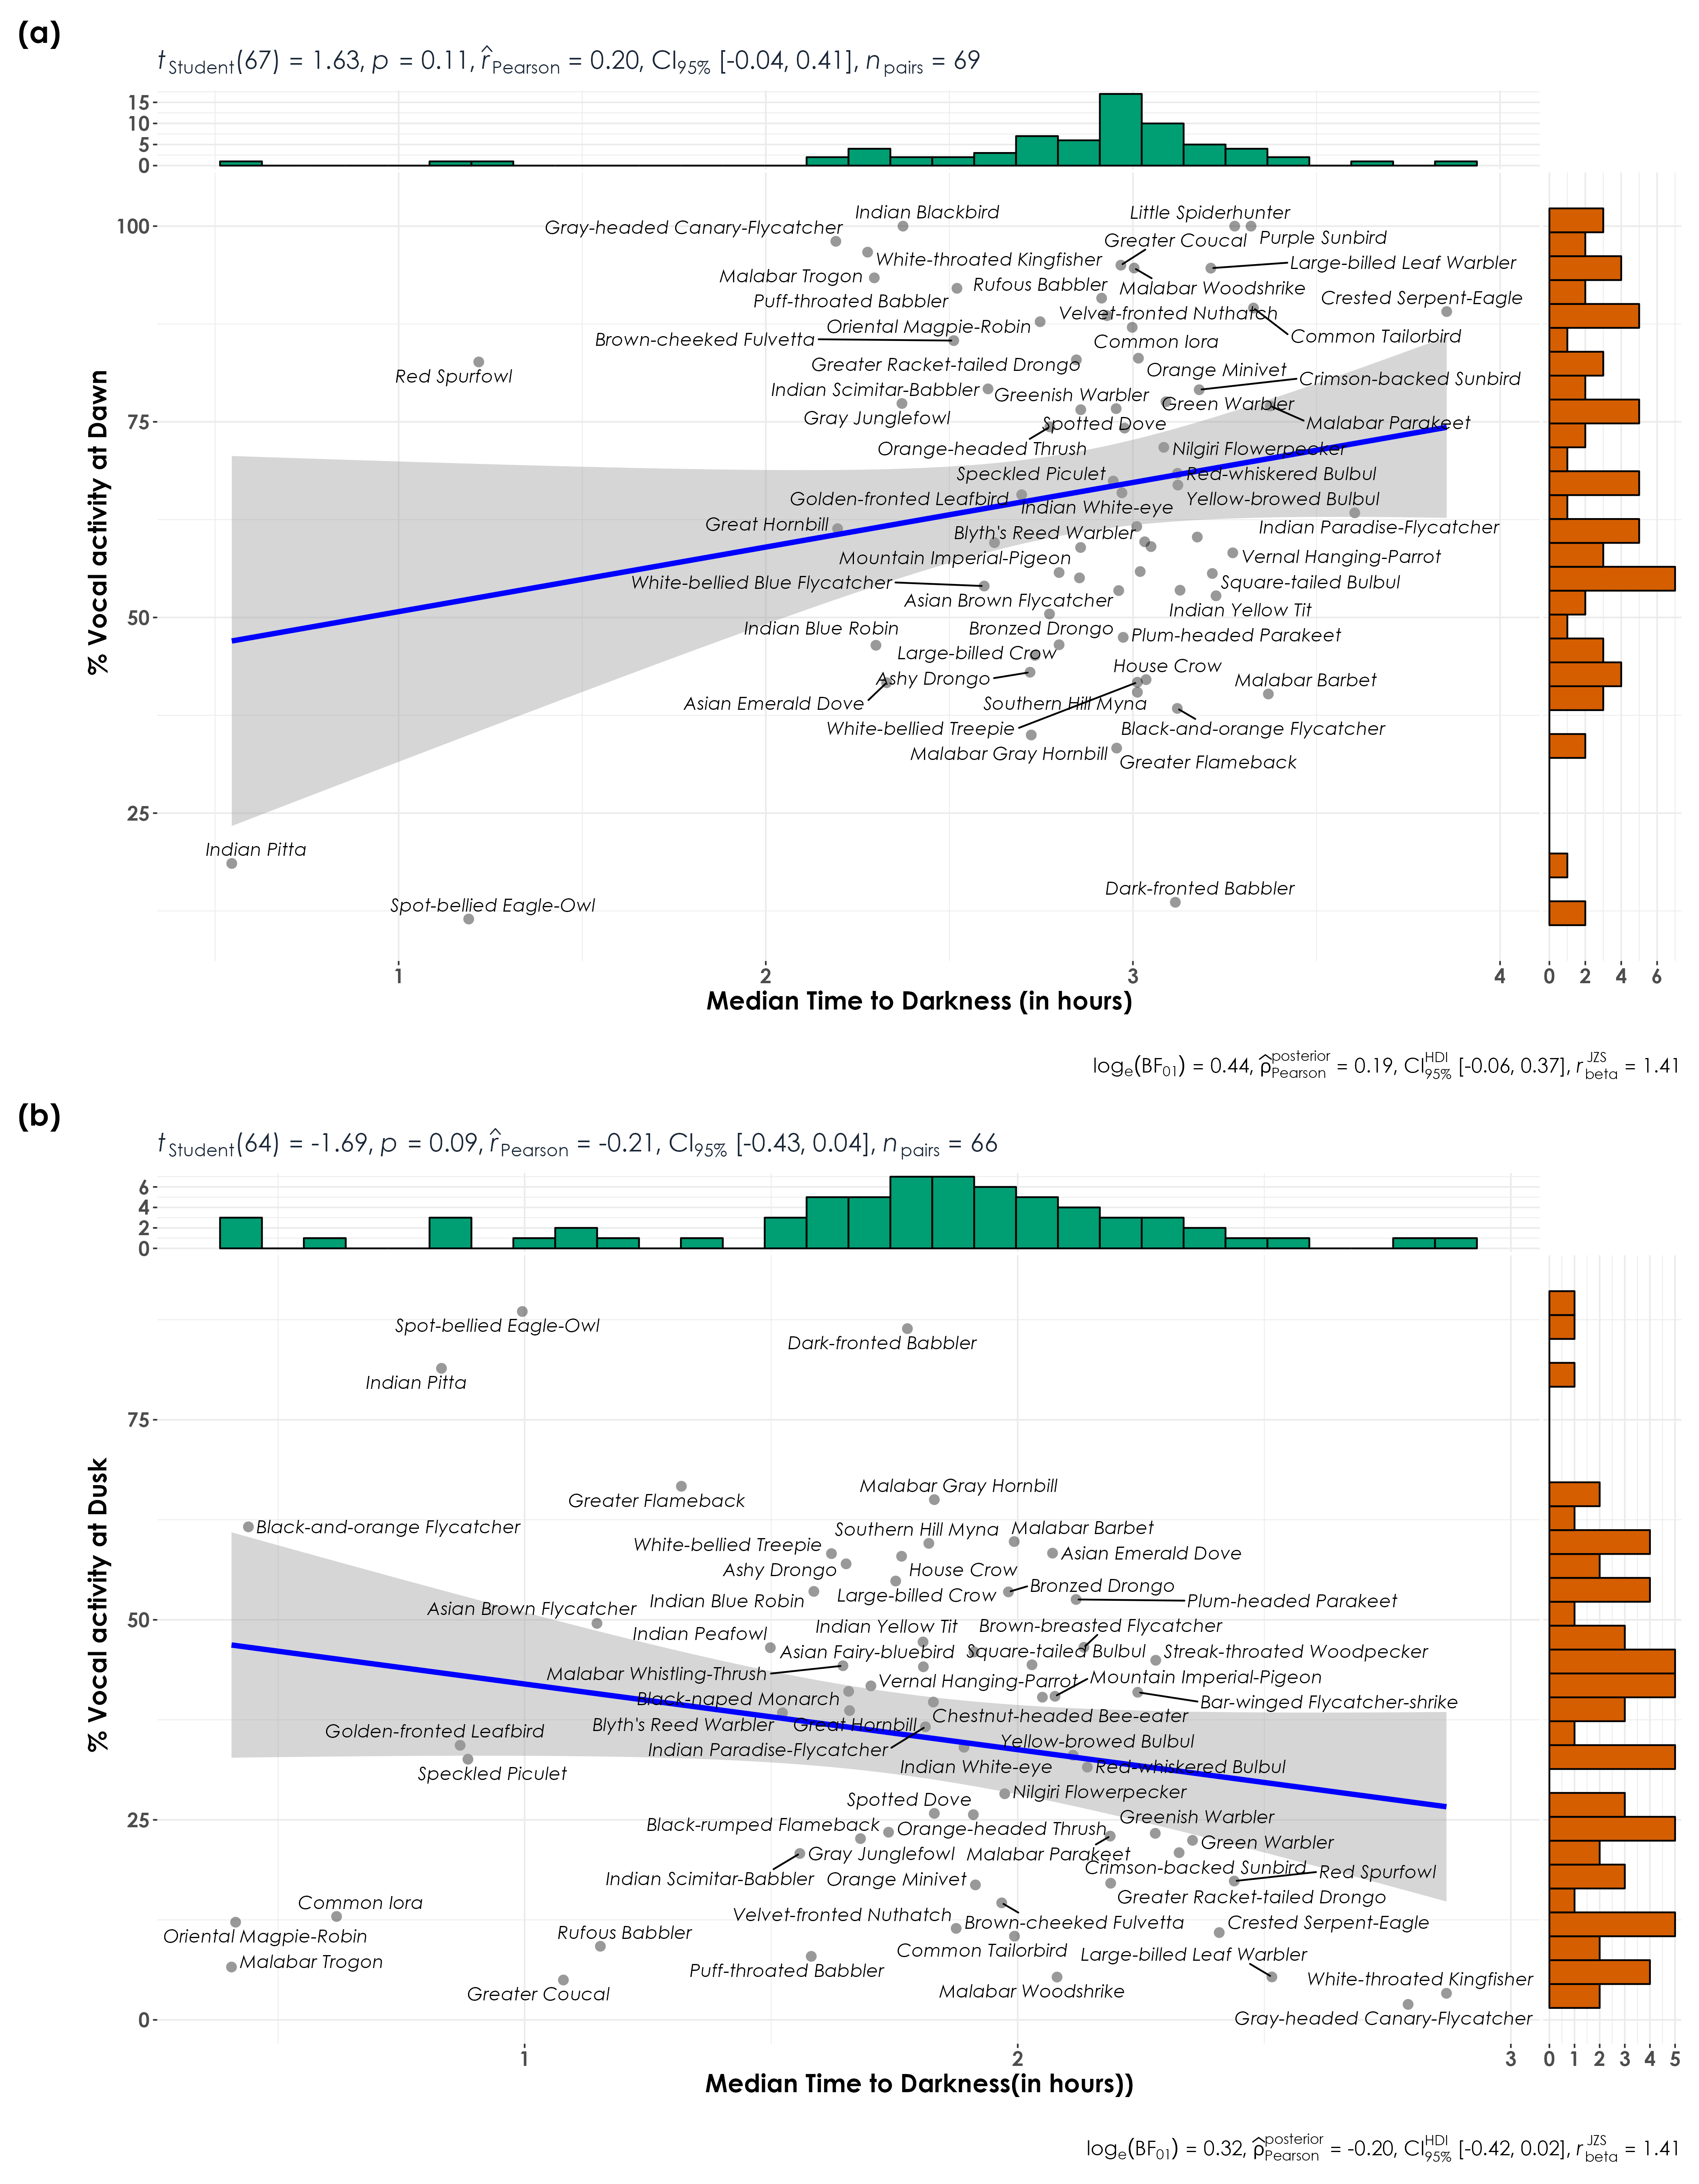 (a)
tStudent(67) = 1.63, p = 0.11, r̂Pearson = 0.20, CI95% [-0.04, 0.41], npairs = 69
15
10
5
0
Indian Blackbird
Little Spiderhunter
100
Gray-headed Canary-Flycatcher
Purple Sunbird
Greater Coucal
White-throated Kingfisher
Large-billed Leaf Warbler
Malabar Trogon
Rufous Babbler
Malabar Woodshrike
Puff-throated Babbler
Crested Serpent-Eagle
Velvet-fronted Nuthatch
Oriental Magpie-Robin
Brown-cheeked Fulvetta
Common Iora
Common Tailorbird
Greater Racket-tailed Drongo
Orange Minivet
Red Spurfowl
Crimson-backed Sunbird
Indian Scimitar-Babbler
Greenish Warbler
Green Warbler
Gray Junglefowl
75
Spotted Dove
Malabar Parakeet
Orange-headed Thrush
Nilgiri Flowerpecker
Speckled Piculet
Red-whiskered Bulbul
Golden-fronted Leafbird
Yellow-browed Bulbul
Indian White-eye
Great Hornbill
Blyth's Reed Warbler
Indian Paradise-Flycatcher
Mountain Imperial-Pigeon
Vernal Hanging-Parrot
White-bellied Blue Flycatcher
Square-tailed Bulbul
Asian Brown Flycatcher
Indian Yellow Tit
50
Indian Blue Robin
Bronzed Drongo
Plum-headed Parakeet
Large-billed Crow
House Crow
Ashy Drongo
Malabar Barbet
Asian Emerald Dove
Southern Hill Myna
White-bellied Treepie
Black-and-orange Flycatcher
Malabar Gray Hornbill
Greater Flameback
25
Indian Pitta
Dark-fronted Babbler
Spot-bellied Eagle-Owl
% Vocal activity at Dawn
1 2 3 4
0 2 4 6
Median Time to Darkness (in hours)
loge(BF01) = 0.44, ρ̂Pearson posterior = 0.19, CI95% HDI [-0.06, 0.37], rbeta JZS = 1.41
(b)
tStudent(64) = -1.69, p = 0.09, r̂Pearson = -0.21, CI95% [-0.43, 0.04], npairs = 66
6
4
2
0
Spot-bellied Eagle-Owl
Dark-fronted Babbler
Indian Pitta
75
Malabar Gray Hornbill
Greater Flameback
Black-and-orange Flycatcher
Southern Hill Myna
Malabar Barbet
White-bellied Treepie
Asian Emerald Dove
Ashy Drongo
House Crow
Bronzed Drongo
Large-billed Crow
Indian Blue Robin
Plum-headed Parakeet
Asian Brown Flycatcher
50
Indian Yellow Tit
Brown-breasted Flycatcher
Indian Peafowl
Asian Fairy-bluebird
Square-tailed Bulbul
Streak-throated Woodpecker
Malabar Whistling-Thrush
Vernal Hanging-Parrot
Mountain Imperial-Pigeon
Black-naped Monarch
Bar-winged Flycatcher-shrike
Chestnut-headed Bee-eater
Blyth's Reed Warbler
Great Hornbill
Golden-fronted Leafbird
Yellow-browed Bulbul
Indian Paradise-Flycatcher
Indian White-eye
Red-whiskered Bulbul
Speckled Piculet
Nilgiri Flowerpecker
Spotted Dove
25
Greenish Warbler
Black-rumped Flameback
Orange-headed Thrush
Green Warbler
Gray Junglefowl
Malabar Parakeet
Crimson-backed Sunbird
Red Spurfowl
Indian Scimitar-Babbler
Orange Minivet
Greater Racket-tailed Drongo
Common Iora
Velvet-fronted Nuthatch
Brown-cheeked Fulvetta
Crested Serpent-Eagle
Oriental Magpie-Robin
Rufous Babbler
Common Tailorbird
Large-billed Leaf Warbler
Malabar Trogon
Puff-throated Babbler
White-throated Kingfisher
Greater Coucal
Malabar Woodshrike
Gray-headed Canary-Flycatcher
0
% Vocal activity at Dusk
1 2 3
0 1 2 3 4 5
Median Time to Darkness(in hours))
loge(BF01) = 0.32, ρ̂Pearson posterior = -0.20, CI95% HDI [-0.42, 0.02], rbeta JZS = 1.41